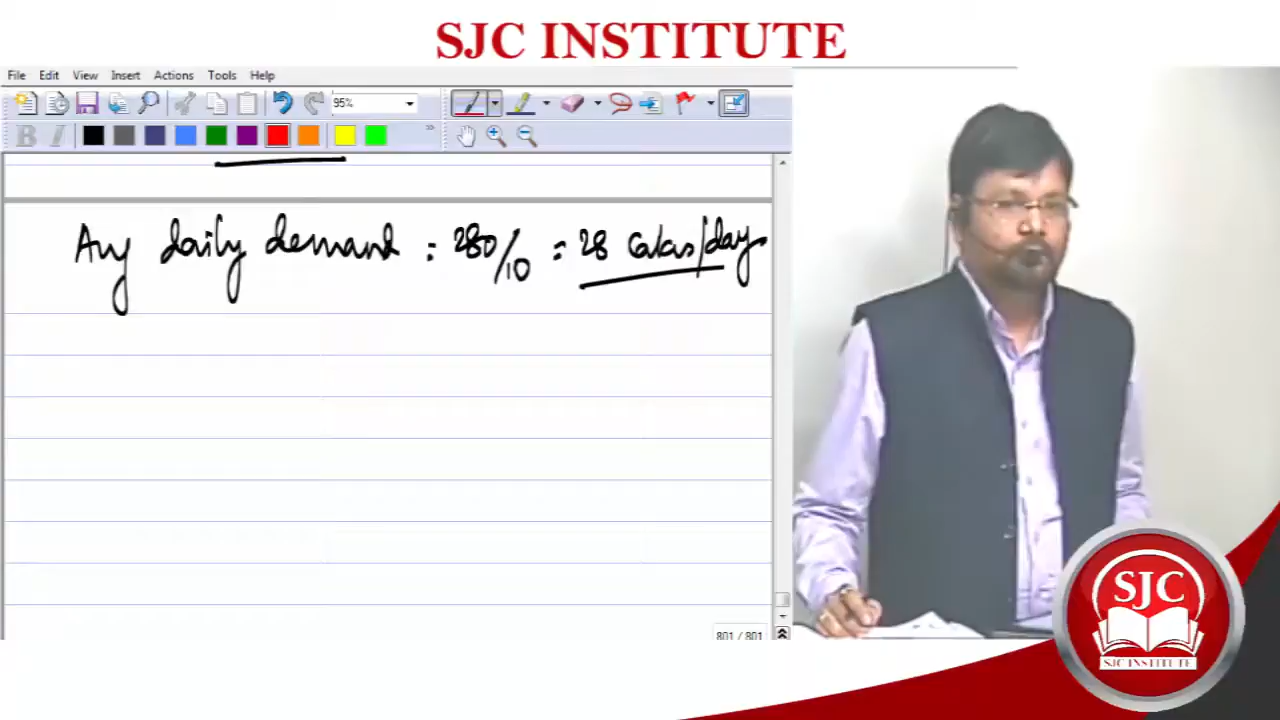 SJC INSTITUTE
File Edit View Insert Actions Tools Help
95%
B I
Avg daily demand = 280/10 = 28 Cakes/day
801 / 801
SJC
SJC INSTITUTE